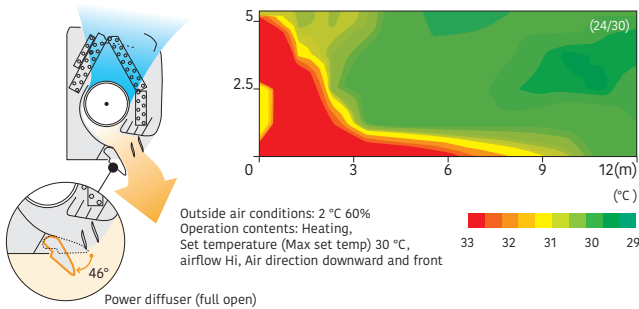 5
2.5
(24/30)
0
3
6
9
12(m)
(°C )
33
32
31
30
29
Outside air conditions: 2 °C 60%
Operation contents: Heating,
Set temperature (Max set temp) 30 °C,
airflow Hi, Air direction downward and front
46°
Power diffuser (full open)